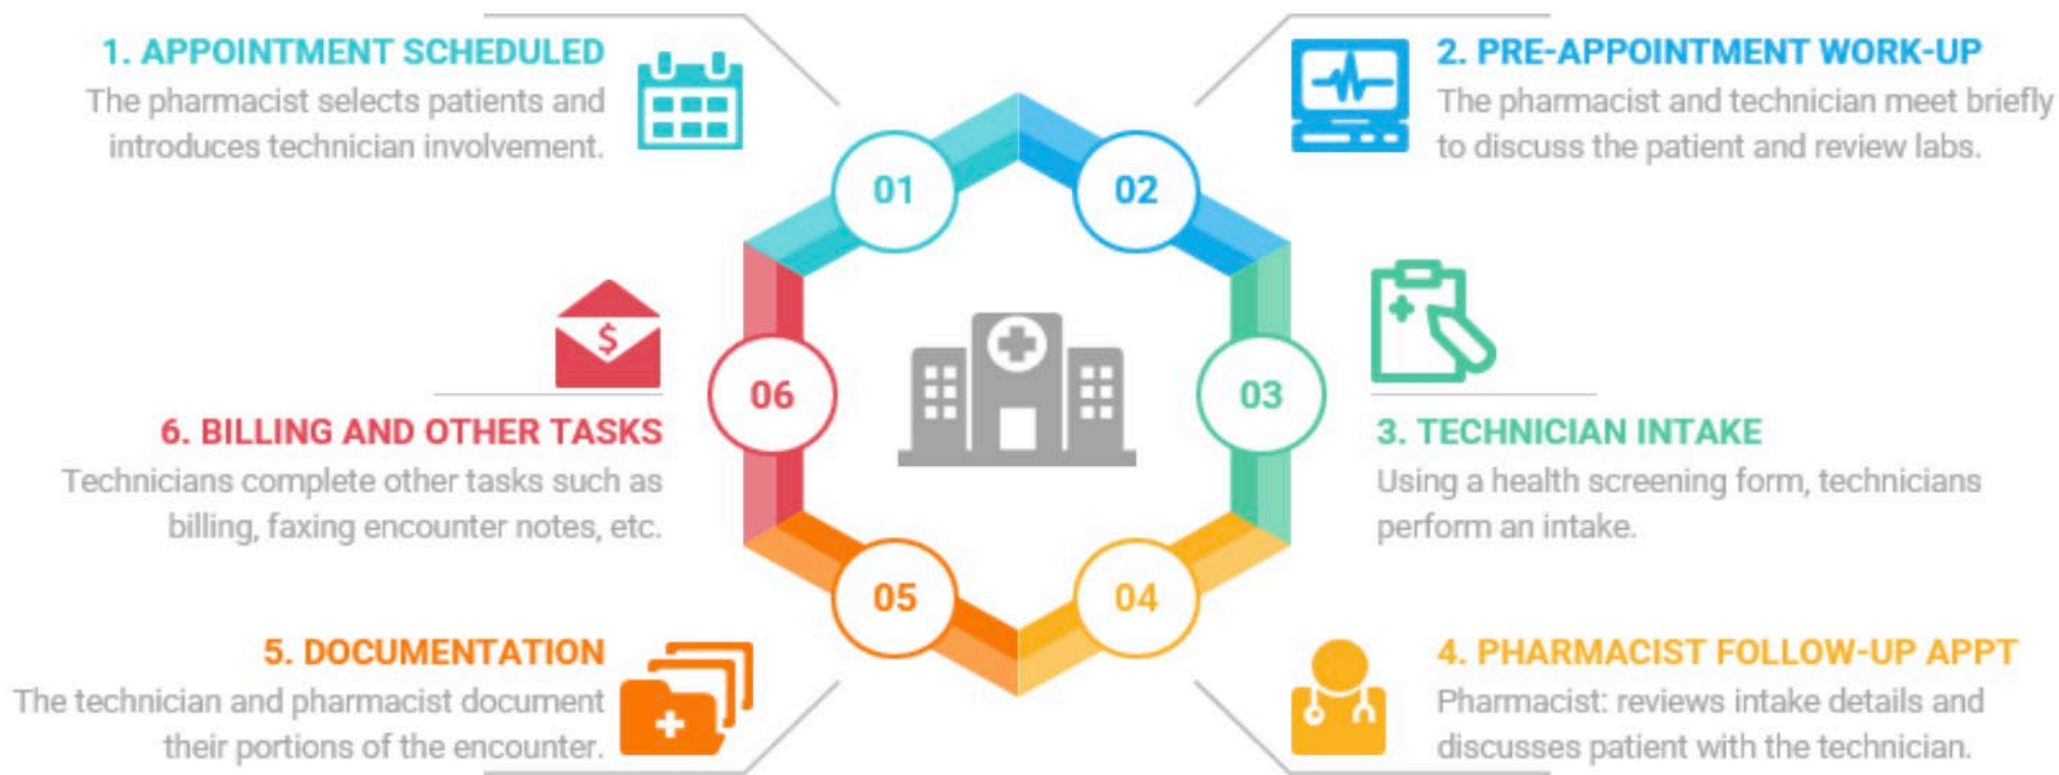 1. APPOINTMENT SCHEDULED
The pharmacist selects patients and
introduces technician involvement.
2. PRE-APPOINTMENT WORK-UP
The pharmacist and technician meet briefly
to discuss the patient and review labs.
01
02
03
04
05
06
$
3. TECHNICIAN INTAKE
Using a health screening form, technicians
perform an intake.
4. PHARMACIST FOLLOW-UP APPT
Pharmacist: reviews intake details and
discusses patient with the technician.
5. DOCUMENTATION
The technician and pharmacist document
their portions of the encounter.
6. BILLING AND OTHER TASKS
Technicians complete other tasks such as
billing, faxing encounter notes, etc.